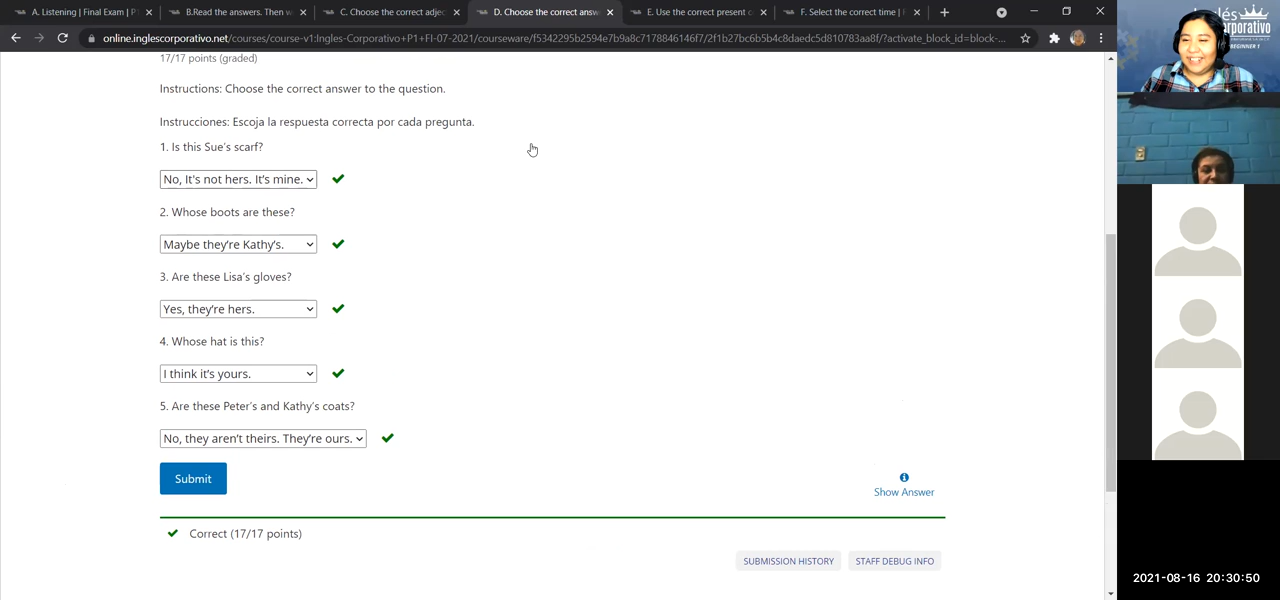 A. Listening | Final Exam | P
B.Read the answers. Then w
C. Choose the correct adjec
D. Choose the correct answ
E. Use the correct present c
F. Select the correct time |
online.inglescorporativo.net/courses/course-v1:Ingles-Corporativo+P1+FI-07-2021/courseware/f5342295b2594e7b9a8c7178846146f7/2f1b27bc6b5b4c8daedc5d810783aa8f/?activate_block_id=block-...
17/17 points (graded)
Instructions: Choose the correct answer to the question.
Instrucciones: Escoja la respuesta correcta por cada pregunta.
1. Is this Sue's scarf?
No, It's not hers. It's mine.
2. Whose boots are these?
Maybe they're Kathy's.
3. Are these Lisa's gloves?
Yes, they're hers.
4. Whose hat is this?
I think it's yours.
5. Are these Peter's and Kathy's coats?
No, they aren't theirs. They're ours.
Submit
Show Answer
Correct (17/17 points)
SUBMISSION HISTORY
STAFF DEBUG INFO
Inglés
orporativo
BEGINNER 1
2021-08-16 20:30:50